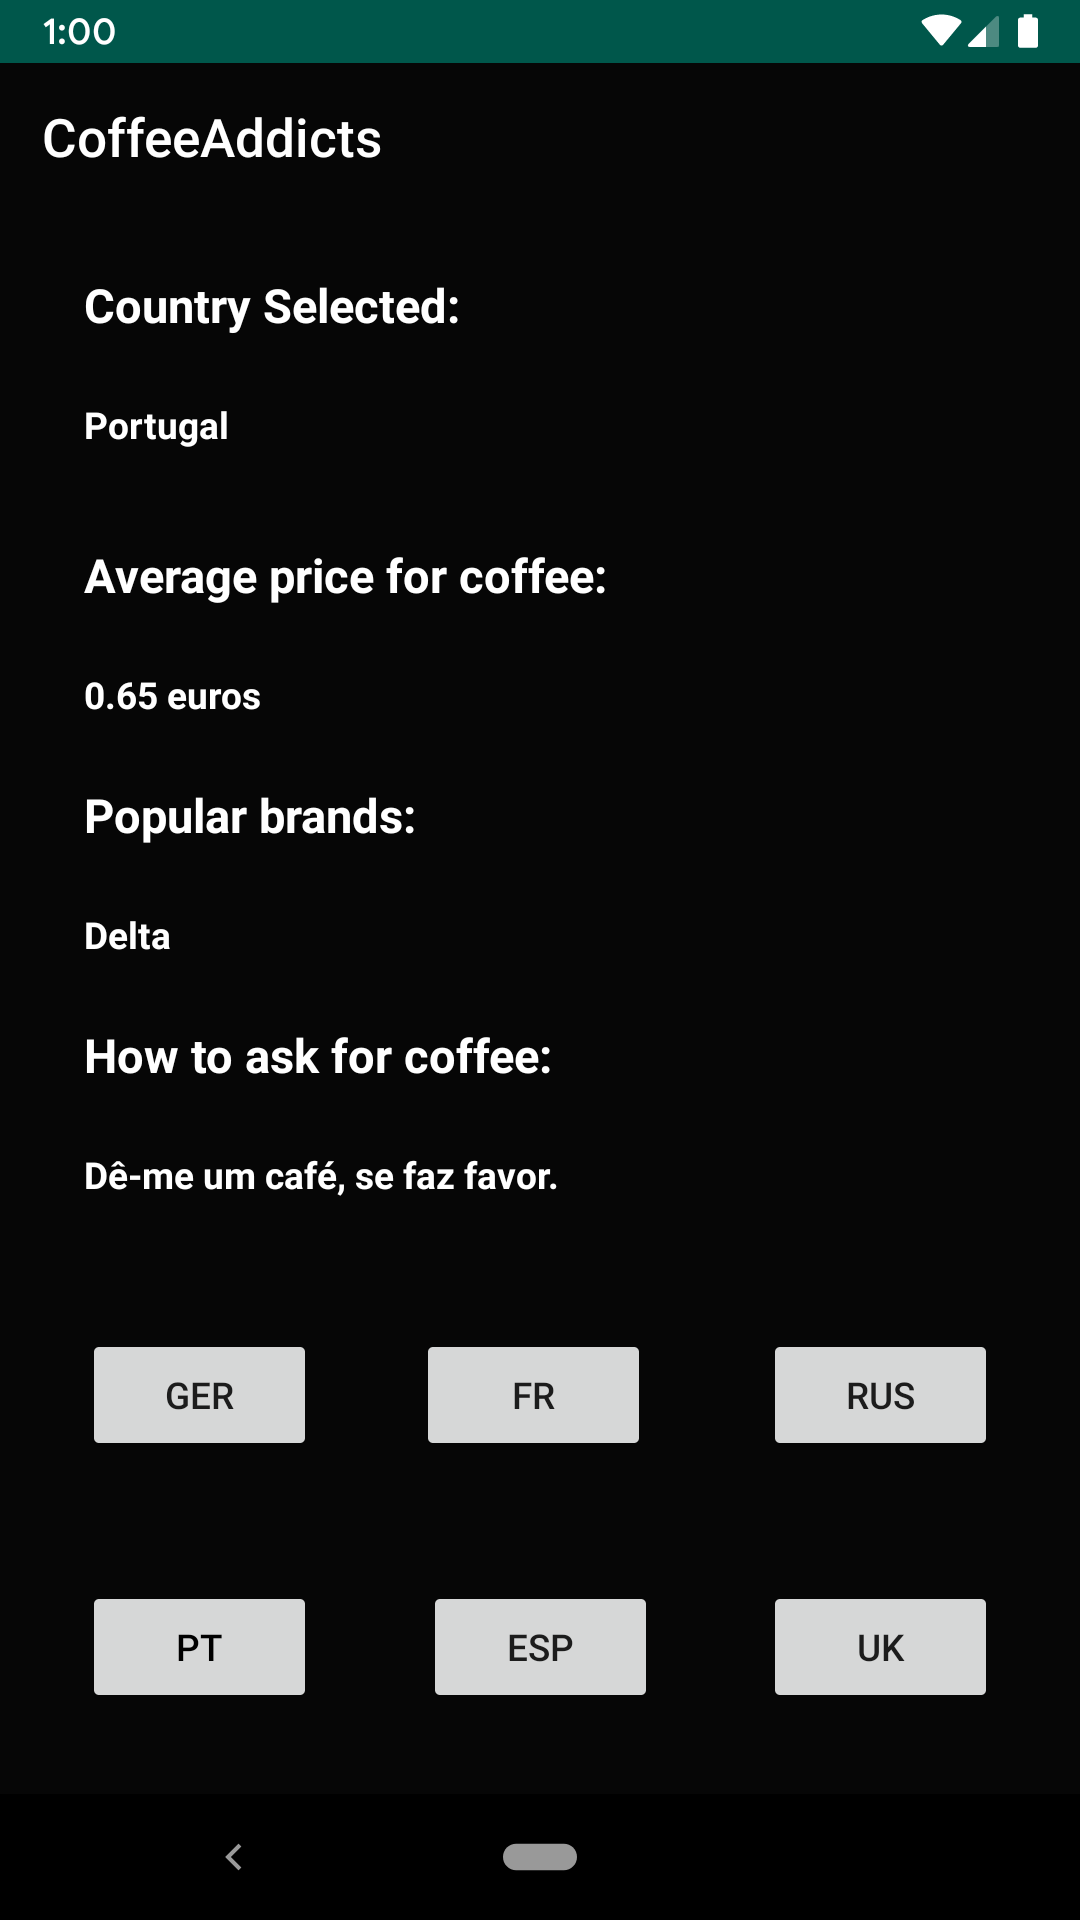 1:00
CoffeeAddicts
Country Selected:
Portugal
Average price for coffee:
0.65 euros
Popular brands:
Delta
How to ask for coffee:
Dê-me um café, se faz favor.
GER FR RUS
PT ESP UK